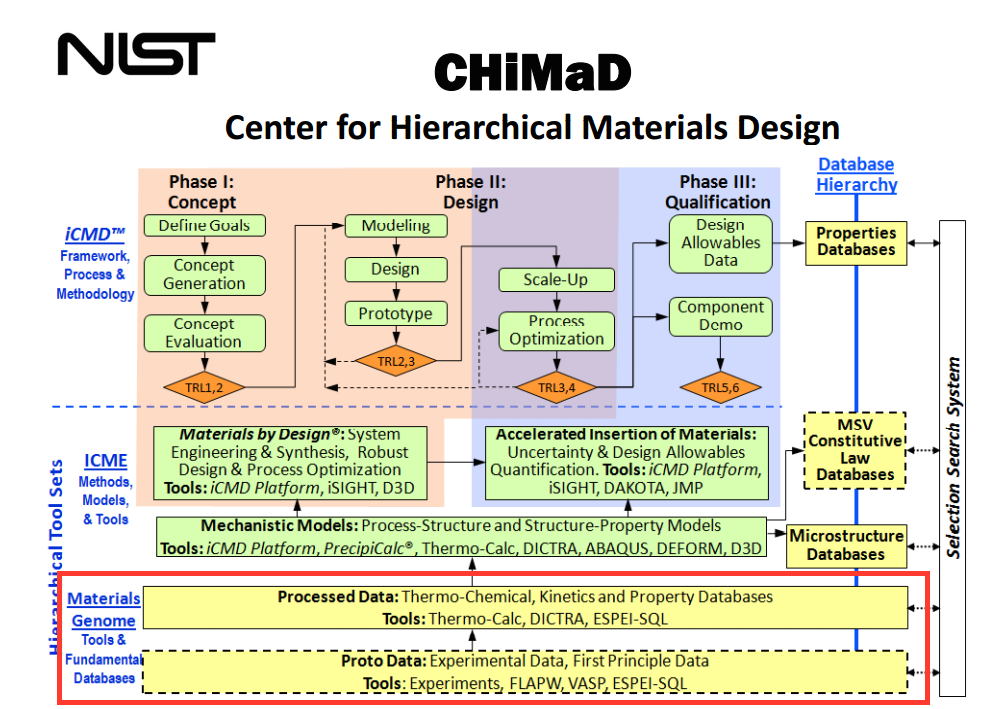 NIST
CHiMaD
Center for Hierarchical Materials Design
Phase I:
Concept
Phase II:
Design
Phase III:
Qualification
Database
Hierarchy
iCMD™
Framework,
Process &
Methodology
Define Goals
Concept
Generation
Concept
Evaluation
TRL1,2
Modeling
Design
Prototype
TRL2,3
Scale-Up
Process
Optimization
TRL3,4
Design
Allowables
Data
Component
Demo
TRL5,6
Properties
Databases
Selection Search System
Hierarchical Tool Sets
ICME
Methods,
Models,
& Tools
Materials by Design®: System
Engineering & Synthesis, Robust
Design & Process Optimization
Tools: iCMD Platform, iSIGHT, D3D
Accelerated Insertion of Materials:
Uncertainty & Design Allowables
Quantification. Tools: iCMD Platform,
iSIGHT, DAKOTA, JMP
MSV
Constitutive
Law
Databases
Mechanistic Models: Process-Structure and Structure-Property Models
Tools: iCMD Platform, PrecipiCalc®, Thermo-Calc, DICTRA, ABAQUS, DEFORM, D3D
Microstructure
Databases
Materials
Genome
Tools &
Fundamental
Databases
Processed Data: Thermo-Chemical, Kinetics and Property Databases
Tools: Thermo-Calc, DICTRA, ESPEI-SQL
Proto Data: Experimental Data, First Principle Data
Tools: Experiments, FLAPW, VASP, ESPEI-SQL